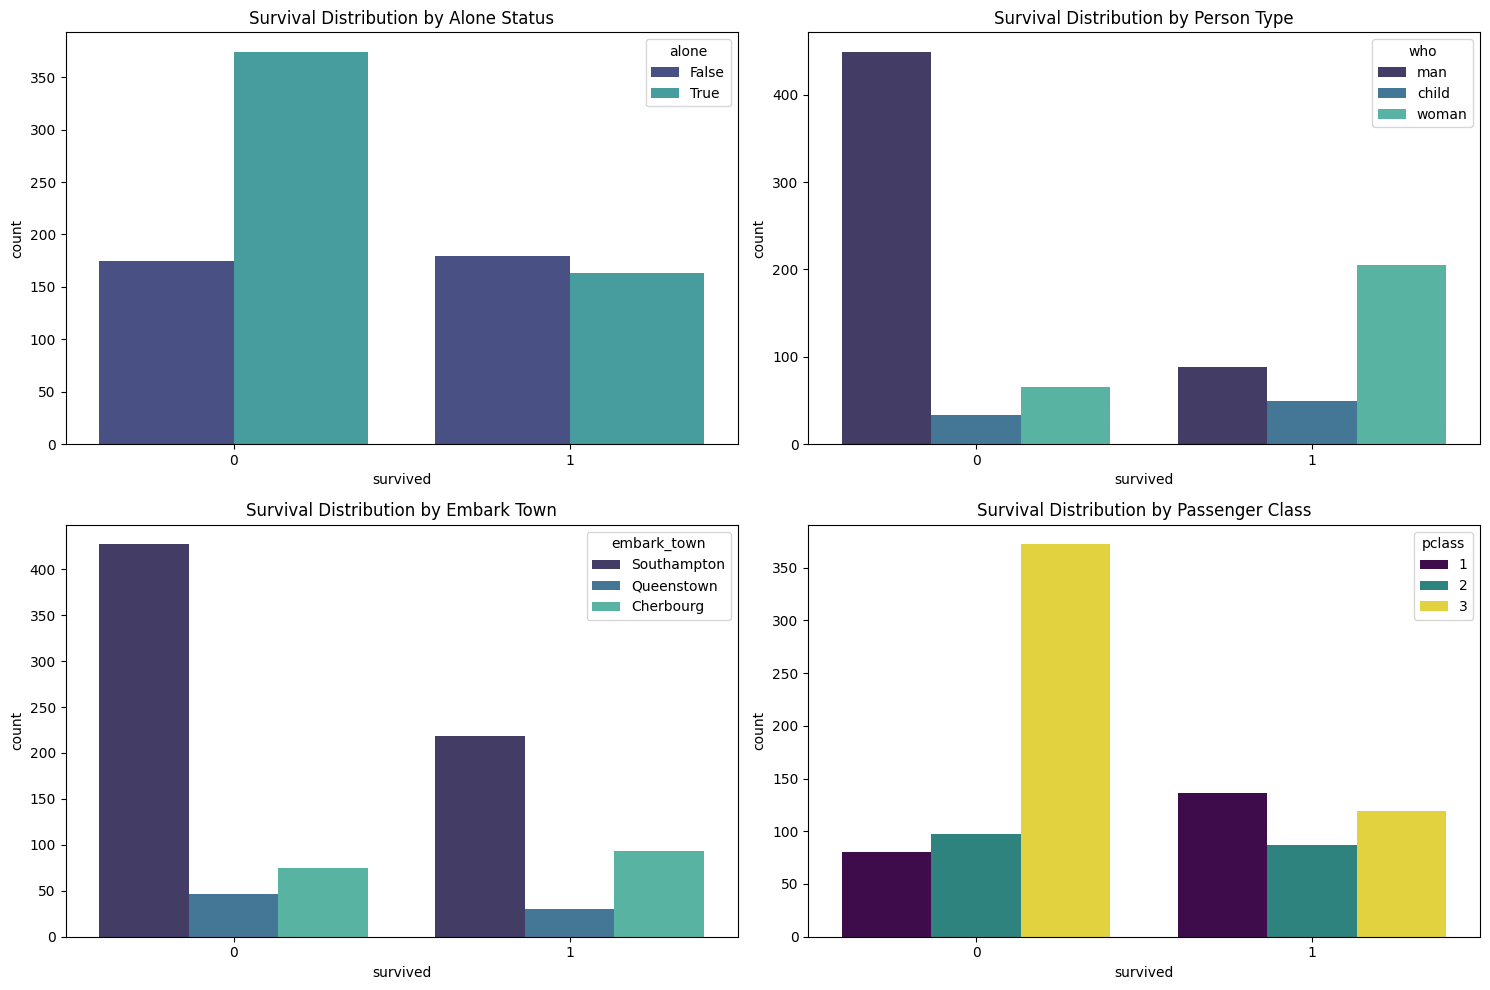 Survival Distribution by Alone Status
count
350
300
250
200
150
100
50
0
0 1
survived
alone
False
True
Survival Distribution by Person Type
count
400
300
200
100
0
0 1
survived
who
man
child
woman
Survival Distribution by Embark Town
count
400
350
300
250
200
150
100
50
0
0 1
survived
embark_town
Southampton
Queenstown
Cherbourg
Survival Distribution by Passenger Class
count
350
300
250
200
150
100
50
0
0 1
survived
pclass
1
2
3